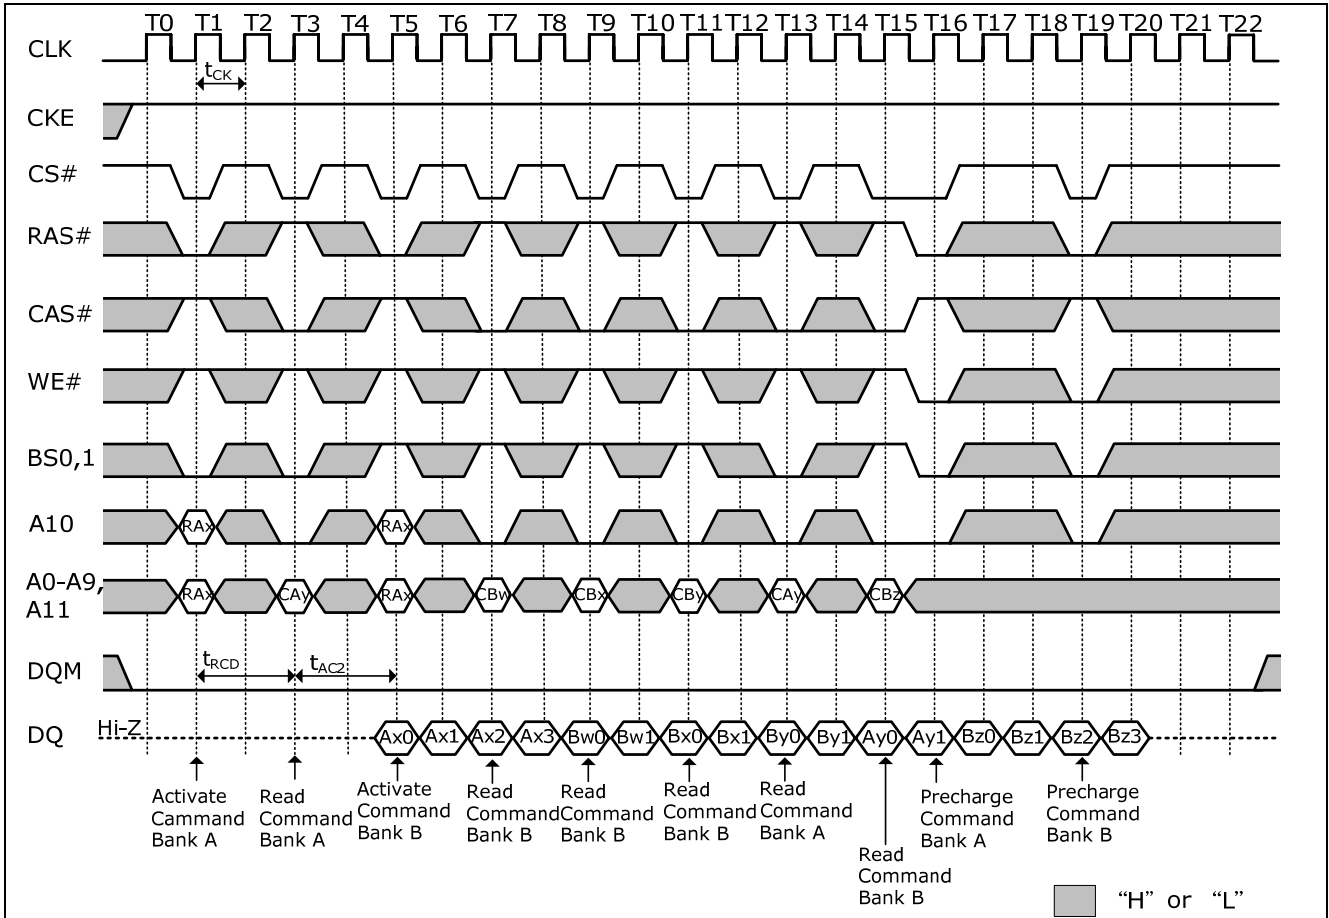 T0 T1 T2 T3 T4 T5 T6 T7 T8 T9 T10 T11 T12 T13 T14 T15 T16 T17 T18 T19 T20 T21 T22
CLK
tCK
CKE
CS#
RAS#
CAS#
WE#
BS0,1
A10 RAx RAx
A0-A9,
A11
RAx CAy RAx CBw CBx CBy CAy CBz
DQM tRCD tAC2
DQ Hi-Z Ax0 Ax1 Ax2 Ax3 Bw0 Bw1 Bx0 Bx1 By0 By1 Ay0 Ay1 Bz0 Bz1 Bz2 Bz3
Activate
Cammand
Bank A
Read
Command
Bank A
Activate
Command
Bank B
Read
Command
Bank B
Read
Command
Bank B
Read
Command
Bank B
Read
Command
Bank A
Read
Command
Bank B
Precharge
Command
Bank A
Precharge
Command
Bank B
“H” or “L”